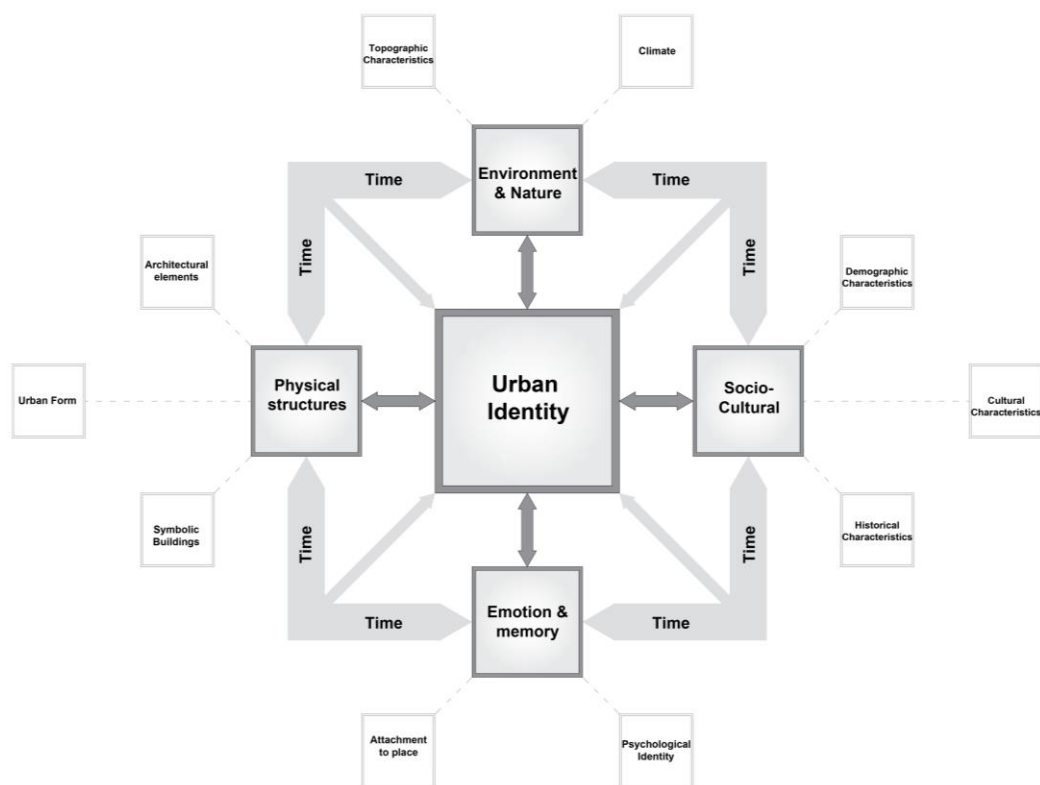 Topographic
Characteristics
Climate
Environment
& Nature
Time
Time
Time
Time
Architectural
elements
Demographic
Characteristics
Urban Form
Physical
structures
Urban
Identity
Socio-
Cultural
Cultural
Characteristics
Symbolic
Buildings
Historical
Characteristics
Time
Time
Time
Time
Emotion &
memory
Attachment
to place
Psychological
Identity